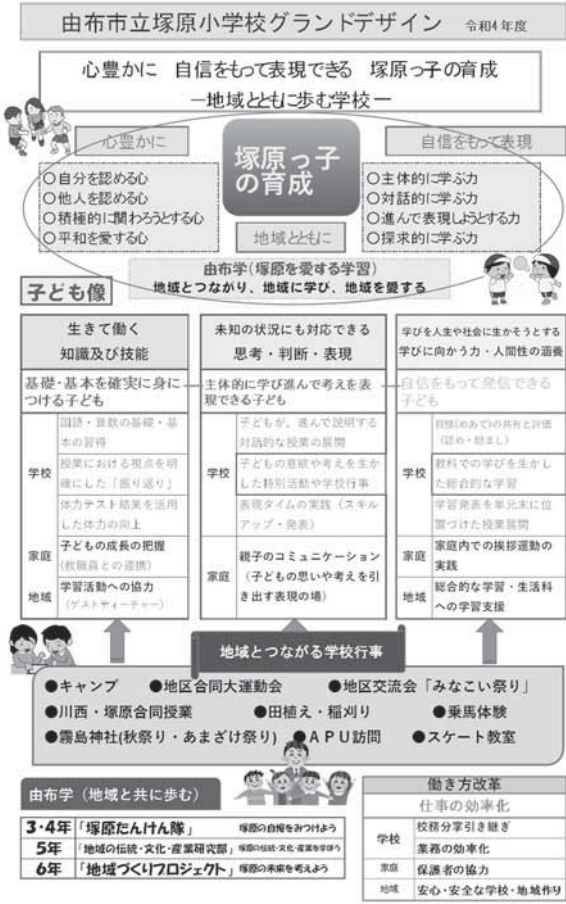 由布市立塚原小学校グランドデザイン 令和4年度
心豊かに 自信をもって表現できる 塚原っ子の育成
―地域とともに歩む学校―
心豊かに
塚原っ子
の育成
自信をもって表現
○自分を認める心
○他人を認める心
○積極的に関わろうとする心
○平和を愛する心
地域とともに
○主体的に学ぶ力
○対話的に学ぶ力
○進んで表現しようとする力
○探求的に学ぶ力
由布学(塚原を愛する学習)
地域とつながり、地域に学び、地域を愛する
子ども像
生きて働く
知識及び技能
基礎・基本を確実に身に
つける子ども
学校
国語・算数の基礎・基
本の習得
授業における視点を明
確にした「振り返り」
体力テスト結果を活用
した体力の向上
家庭
子どもの成長の把握
(教職員との連携)
地域
学習活動への協力
(ゲストティーチャー)
未知の状況にも対応できる
思考・判断・表現
主体的に学び進んで考えを表
現できる子ども
学校
子どもが、進んで説明する
対話的な授業の展開
子どもの意欲や考えを生か
した特別活動や学校行事
表現タイムの実践(スキル
アップ・発表)
家庭
親子のコミュニケーション
(子どもの思いや考えを引
き出す表現の場)
学びを人生や社会に生かそうとする
学びに向かう力・人間性の涵養
自信をもって発信できる
子ども
学校
目標(めあて)の共有と評価
(認め・励まし)
教科での学びを生かし
た総合的な学習
学習発表を単元末に位
置づけた授業展開
家庭
家庭内での挨拶運動の
実践
地域
総合的な学習・生活科
への学習支援
地域とつながる学校行事
●キャンプ ●地区合同大運動会 ●地区交流会「みなこい祭り」
●川西・塚原合同授業 ●田植え・稲刈り ●乗馬体験
●霧島神社(秋祭り・あまざけ祭り) ●APU訪問 ●スケート教室
由布学(地域と共に歩む)
3・4年「塚原たんけん隊」 塚原の自慢をみつけよう
5年「地域の伝統・文化・産業研究部」塚原の伝統・文化・産業を学ぼう
6年「地域づくりプロジェクト」塚原の未来を考えよう
働き方改革
仕事の効率化
学校
校務分掌引き継ぎ
業務の効率化
家庭 保護者の協力
地域 安心・安全な学校・地域作り